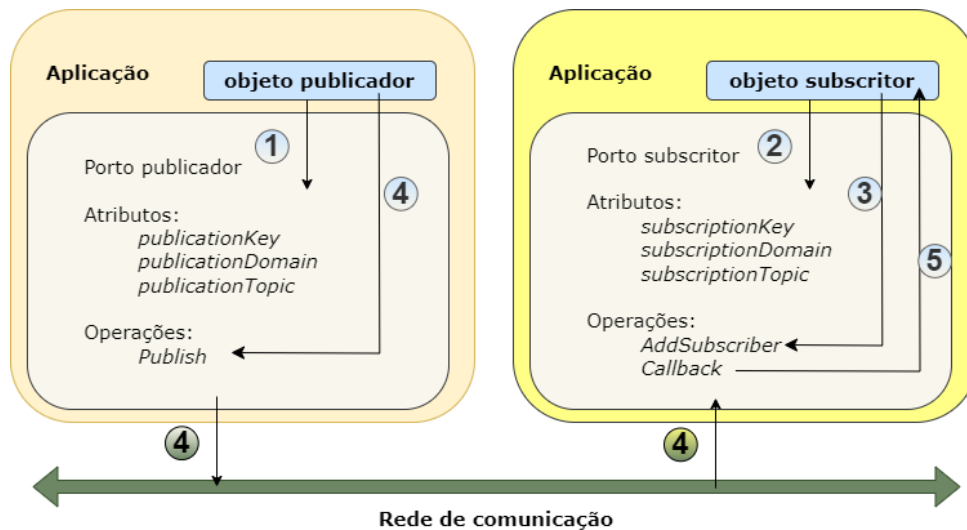 Aplicação
objeto publicador
1
Porto publicador
4
Atributos:
publicationKey
publicationDomain
publicationTopic
Operações:
Publish
4
Aplicação
objeto subscritor
2
Porto subscritor
3
Atributos:
subscriptionKey
subscriptionDomain
subscriptionTopic
5
Operações:
AddSubscriber
Callback
4
Rede de comunicação